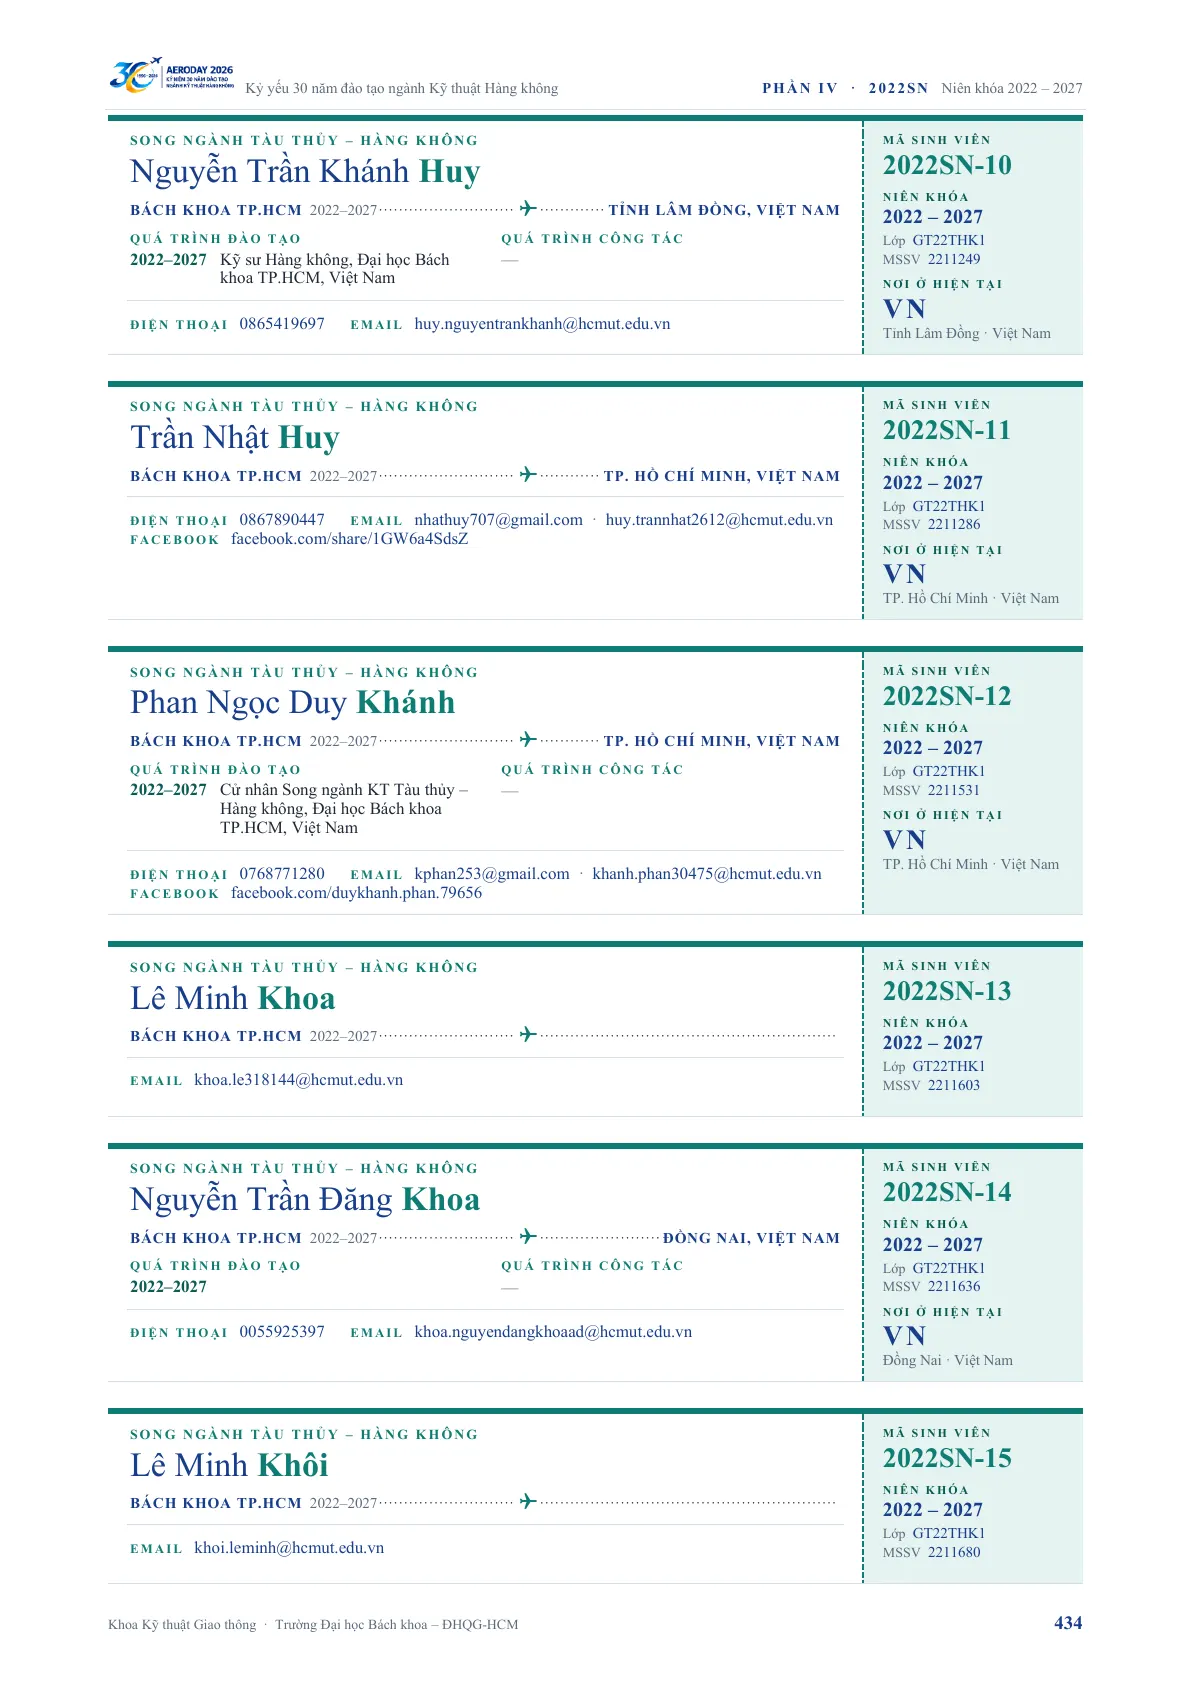 AERODAY 2026
KỶ NIỆM 30 NĂM ĐÀO TẠO
NGÀNH KỸ THUẬT HÀNG KHÔNG
Kỷ yếu 30 năm đào tạo ngành Kỹ thuật Hàng không
PHẦN IV · 2022SN Niên khóa 2022 – 2027
SONG NGÀNH TÀU THỦY – HÀNG KHÔNG
Nguyễn Trần Khánh Huy
BÁCH KHOA TP.HCM 2022–2027 TỈNH LÂM ĐỒNG, VIỆT NAM
QUÁ TRÌNH ĐÀO TẠO
2022–2027 Kỹ sư Hàng không, Đại học Bách
khoa TP.HCM, Việt Nam
QUÁ TRÌNH CÔNG TÁC
—
ĐIỆN THOẠI 0865419697 EMAIL huy.nguyentrankhanh@hcmut.edu.vn
MÃ SINH VIÊN
2022SN-10
NIÊN KHÓA
2022 – 2027
Lớp GT22THK1
MSSV 2211249
NƠI Ở HIỆN TẠI
VN
Tỉnh Lâm Đồng · Việt Nam
SONG NGÀNH TÀU THỦY – HÀNG KHÔNG
Trần Nhật Huy
BÁCH KHOA TP.HCM 2022–2027 TP. HỒ CHÍ MINH, VIỆT NAM
ĐIỆN THOẠI 0867890447 EMAIL nhathuy707@gmail.com · huy.trannhat2612@hcmut.edu.vn
FACEBOOK facebook.com/share/1GW6a4SdsZ
MÃ SINH VIÊN
2022SN-11
NIÊN KHÓA
2022 – 2027
Lớp GT22THK1
MSSV 2211286
NƠI Ở HIỆN TẠI
VN
TP. Hồ Chí Minh · Việt Nam
SONG NGÀNH TÀU THỦY – HÀNG KHÔNG
Phan Ngọc Duy Khánh
BÁCH KHOA TP.HCM 2022–2027 TP. HỒ CHÍ MINH, VIỆT NAM
QUÁ TRÌNH ĐÀO TẠO
2022–2027 Cử nhân Song ngành KT Tàu thủy –
Hàng không, Đại học Bách khoa
TP.HCM, Việt Nam
QUÁ TRÌNH CÔNG TÁC
—
ĐIỆN THOẠI 0768771280 EMAIL kphan253@gmail.com · khanh.phan30475@hcmut.edu.vn
FACEBOOK facebook.com/duykhanh.phan.79656
MÃ SINH VIÊN
2022SN-12
NIÊN KHÓA
2022 – 2027
Lớp GT22THK1
MSSV 2211531
NƠI Ở HIỆN TẠI
VN
TP. Hồ Chí Minh · Việt Nam
SONG NGÀNH TÀU THỦY – HÀNG KHÔNG
Lê Minh Khoa
BÁCH KHOA TP.HCM 2022–2027
EMAIL khoa.le318144@hcmut.edu.vn
MÃ SINH VIÊN
2022SN-13
NIÊN KHÓA
2022 – 2027
Lớp GT22THK1
MSSV 2211603
SONG NGÀNH TÀU THỦY – HÀNG KHÔNG
Nguyễn Trần Đăng Khoa
BÁCH KHOA TP.HCM 2022–2027 ĐỒNG NAI, VIỆT NAM
QUÁ TRÌNH ĐÀO TẠO
2022–2027
QUÁ TRÌNH CÔNG TÁC
—
ĐIỆN THOẠI 0055925397 EMAIL khoa.nguyendangkhoaad@hcmut.edu.vn
MÃ SINH VIÊN
2022SN-14
NIÊN KHÓA
2022 – 2027
Lớp GT22THK1
MSSV 2211636
NƠI Ở HIỆN TẠI
VN
Đồng Nai · Việt Nam
SONG NGÀNH TÀU THỦY – HÀNG KHÔNG
Lê Minh Khôi
BÁCH KHOA TP.HCM 2022–2027
EMAIL khoi.leminh@hcmut.edu.vn
MÃ SINH VIÊN
2022SN-15
NIÊN KHÓA
2022 – 2027
Lớp GT22THK1
MSSV 2211680
Khoa Kỹ thuật Giao thông · Trường Đại học Bách khoa – ĐHQG-HCM
434